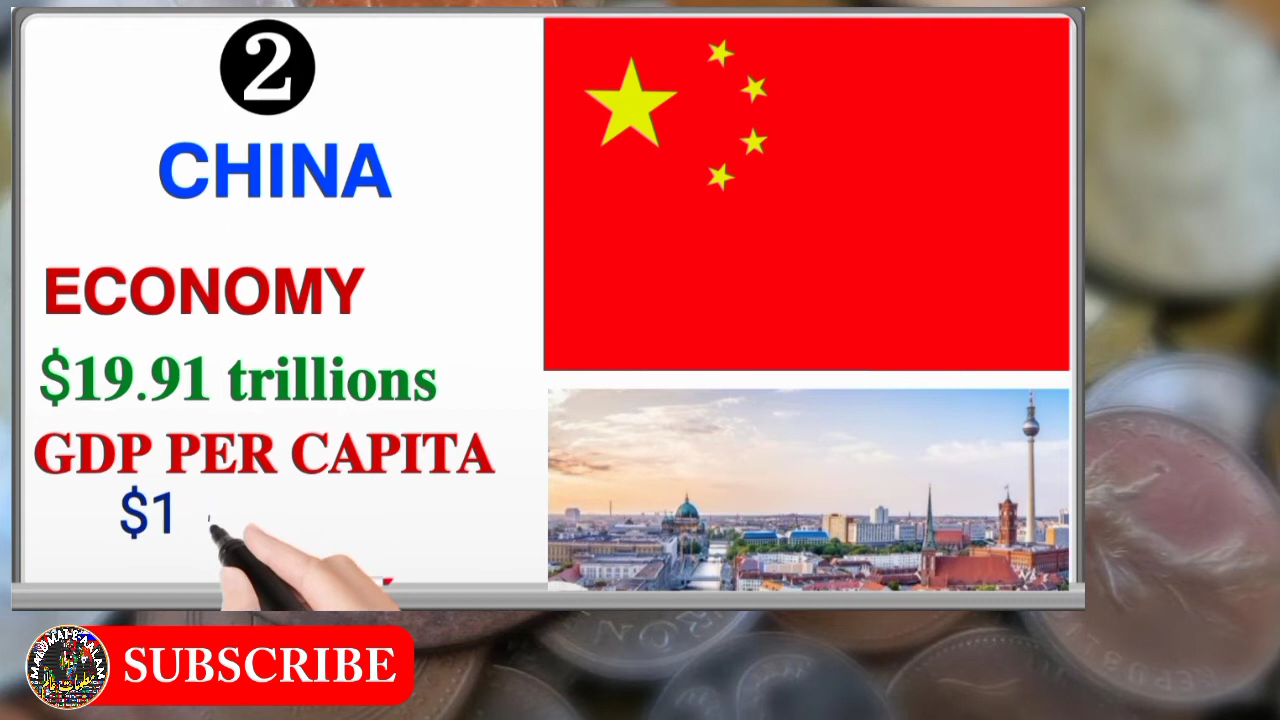 2
CHINA
ECONOMY
$19.91 trillions
GDP PER CAPITA
$1
SUBSCRIBE